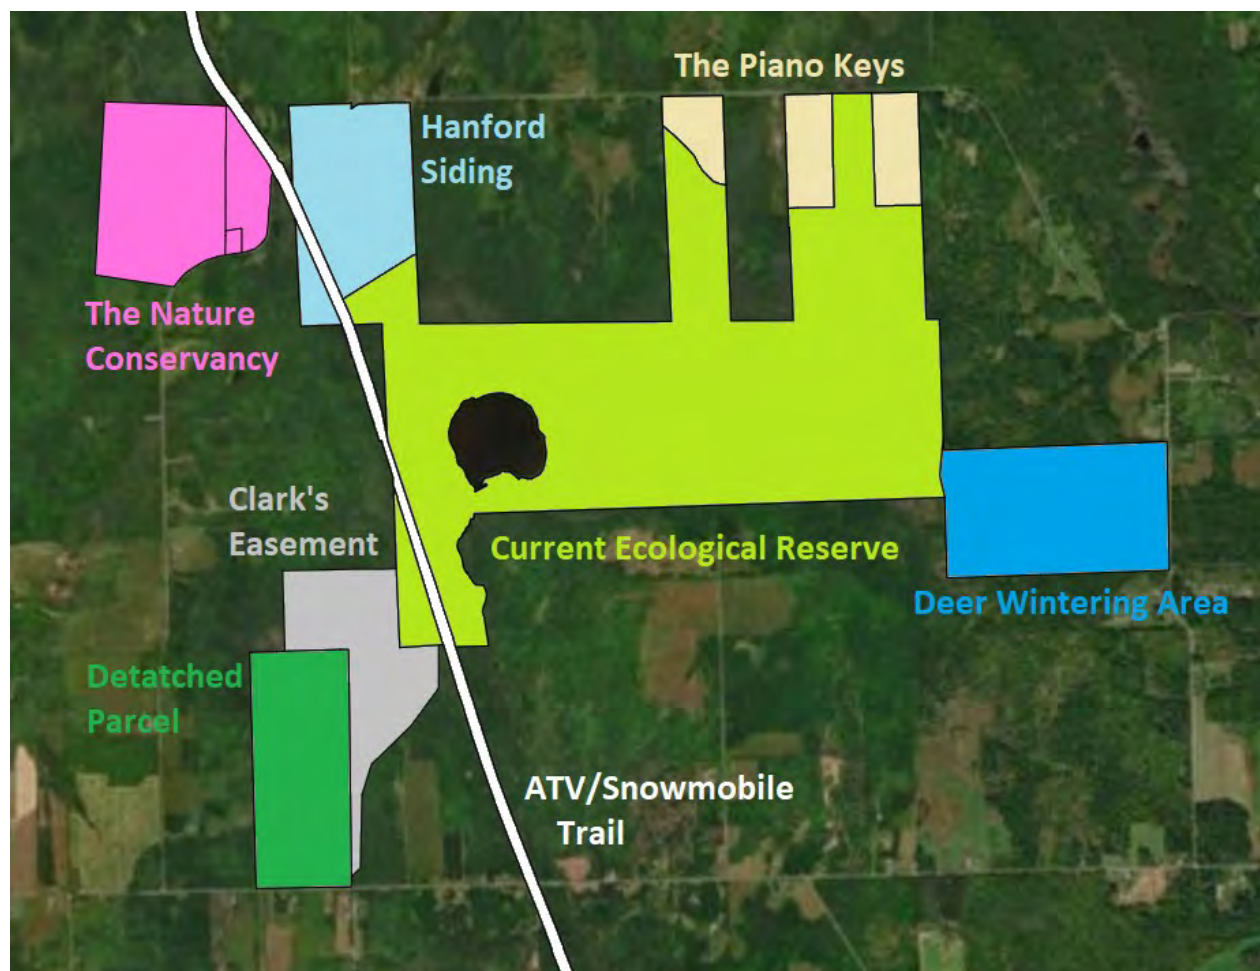 The Piano Keys
Hanford
Siding
The Nature
Conservancy
Clark's
Easement
Current Ecological Reserve
Deer Wintering Area
Detatched
Parcel
ATV/Snowmobile
Trail